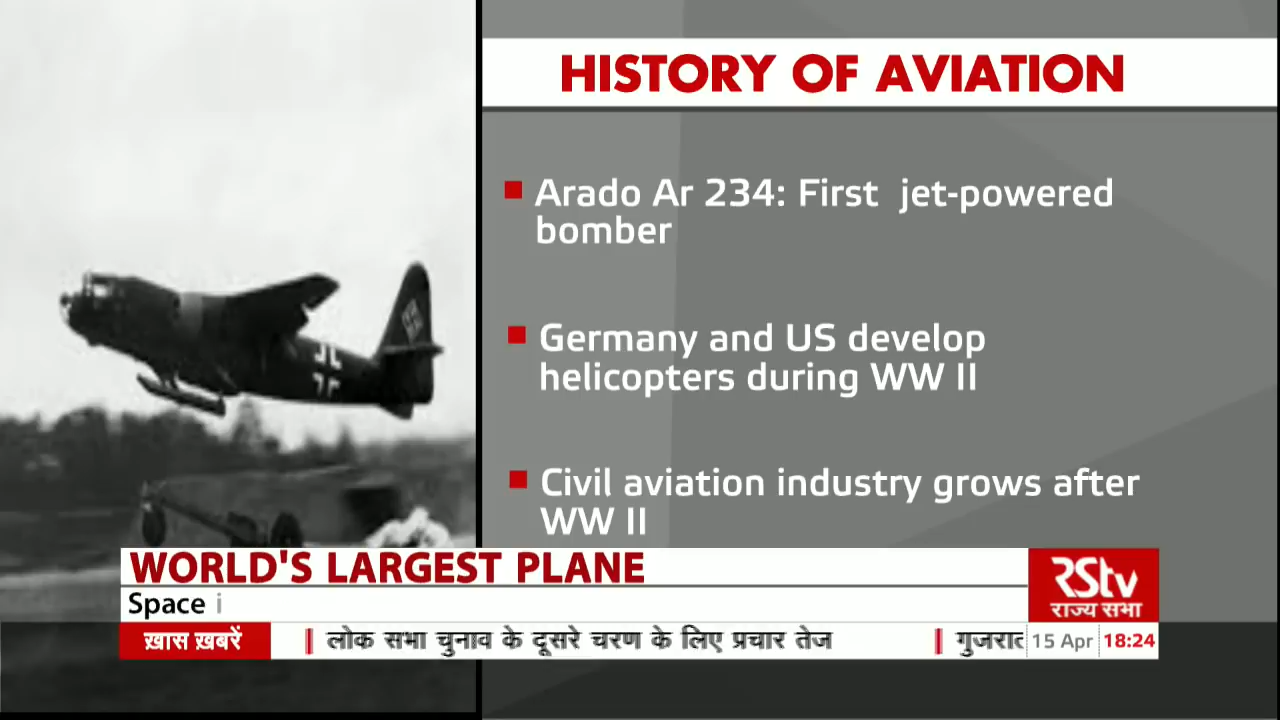 HISTORY OF AVIATION
Arado Ar 234: First jet-powered
bomber
Germany and US develop
helicopters during WW II
Civil aviation industry grows after
WW II
WORLD'S LARGEST PLANE
Space i
RStv
राज्य सभा
ख़ास ख़बरें
लोक सभा चुनाव के दूसरे चरण के लिए प्रचार तेज
गुजरात
15 Apr
18:24